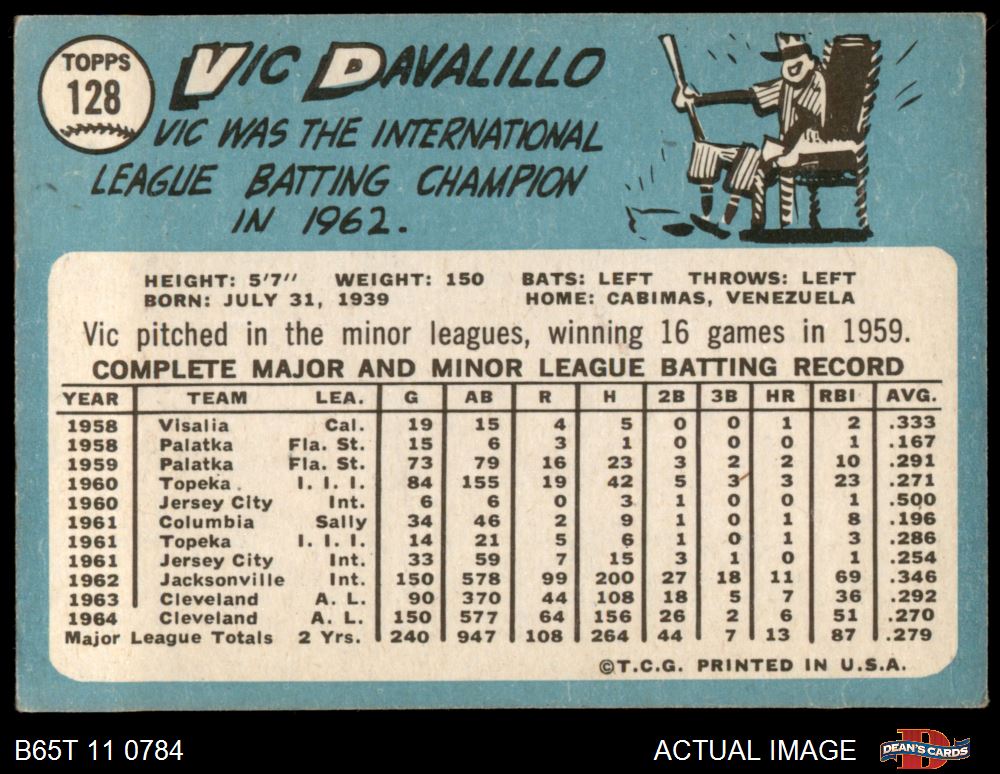 TOPPS
128
VIC DAVALILLO
VIC WAS THE INTERNATIONAL
LEAGUE BATTING CHAMPION
IN 1962.
HEIGHT: 5'7" WEIGHT: 150 BATS: LEFT THROWS: LEFT
BORN: JULY 31, 1939 HOME: CABIMAS, VENEZUELA
Vic pitched in the minor leagues, winning 16 games in 1959.
COMPLETE MAJOR AND MINOR LEAGUE BATTING RECORD
YEAR TEAM LEA. G AB R H 2B 3B HR RBI AVG.
1958 Visalia Cal. 19 15 4 5 0 0 1 2 .333
1958 Palatka Fla. St. 15 6 3 1 0 0 0 1 .167
1959 Palatka Fla. St. 73 79 16 23 3 2 2 10 .291
1960 Topeka I. I. I. 84 155 19 42 5 3 3 23 .271
1960 Jersey City Int. 6 6 0 3 1 0 0 1 .500
1961 Columbia Sally 34 46 2 9 1 0 1 8 .196
1961 Topeka I. I. I. 14 21 5 6 1 0 1 3 .286
1961 Jersey City Int. 33 59 7 15 3 1 0 1 .254
1962 Jacksonville Int. 150 578 99 200 27 18 11 69 .346
1963 Cleveland A. L. 90 370 44 108 18 5 7 36 .292
1964 Cleveland A. L. 150 577 64 156 26 2 6 51 .270
Major League Totals 2 Yrs. 240 947 108 264 44 7 13 87 .279
©T.C.G. PRINTED IN U.S.A.
B65T 11 0784 ACTUAL IMAGE DEAN'S CARDS